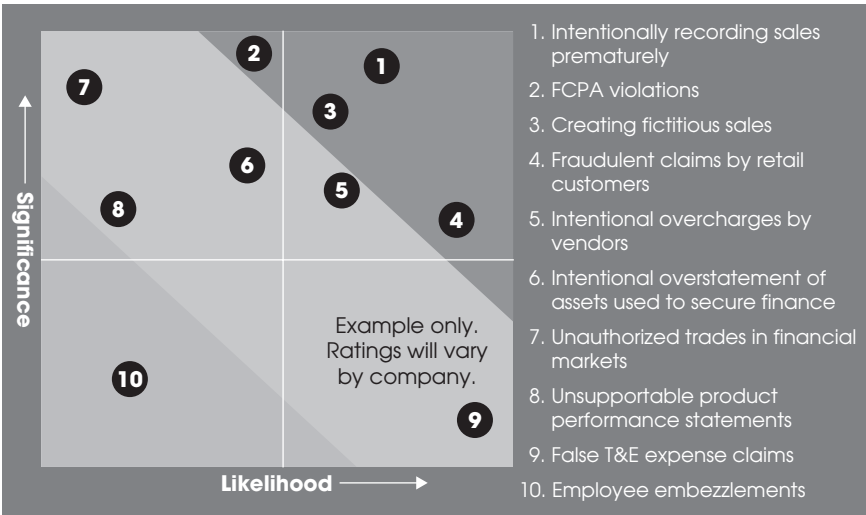 Significance
2
1
7
3
6
5
8
4
Example only.
Ratings will vary
by company.
10
9
Likelihood
1. Intentionally recording sales
prematurely
2. FCPA violations
3. Creating fictitious sales
4. Fraudulent claims by retail
customers
5. Intentional overcharges by
vendors
6. Intentional overstatement of
assets used to secure finance
7. Unauthorized trades in financial
markets
8. Unsupportable product
performance statements
9. False T&E expense claims
10. Employee embezzlements